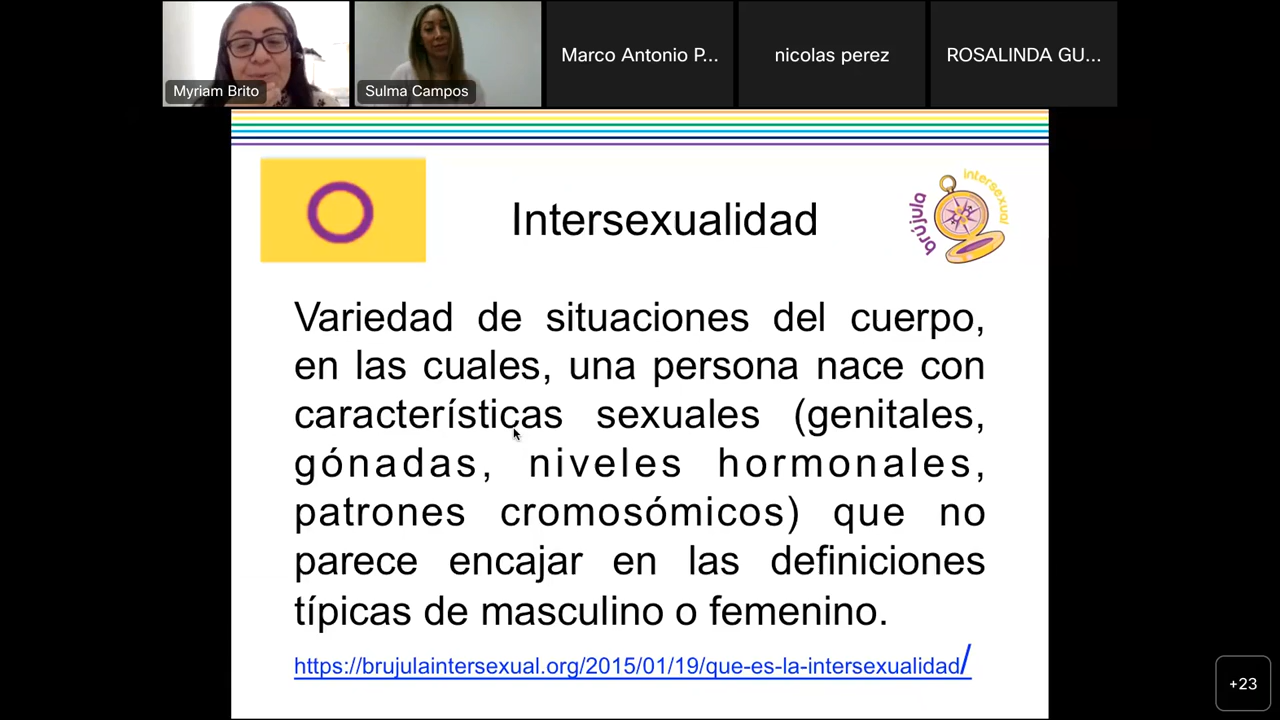 Myriam Brito
Sulma Campos
Marco Antonio P...
nicolas perez
ROSALINDA GU...
Intersexualidad
brújula
intersexual
Variedad de situaciones del cuerpo,
en las cuales, una persona nace con
características sexuales (genitales,
gónadas, niveles hormonales,
patrones cromosómicos) que no
parece encajar en las definiciones
típicas de masculino o femenino.
https://brujulaintersexual.org/2015/01/19/que-es-la-intersexualidad/
+23